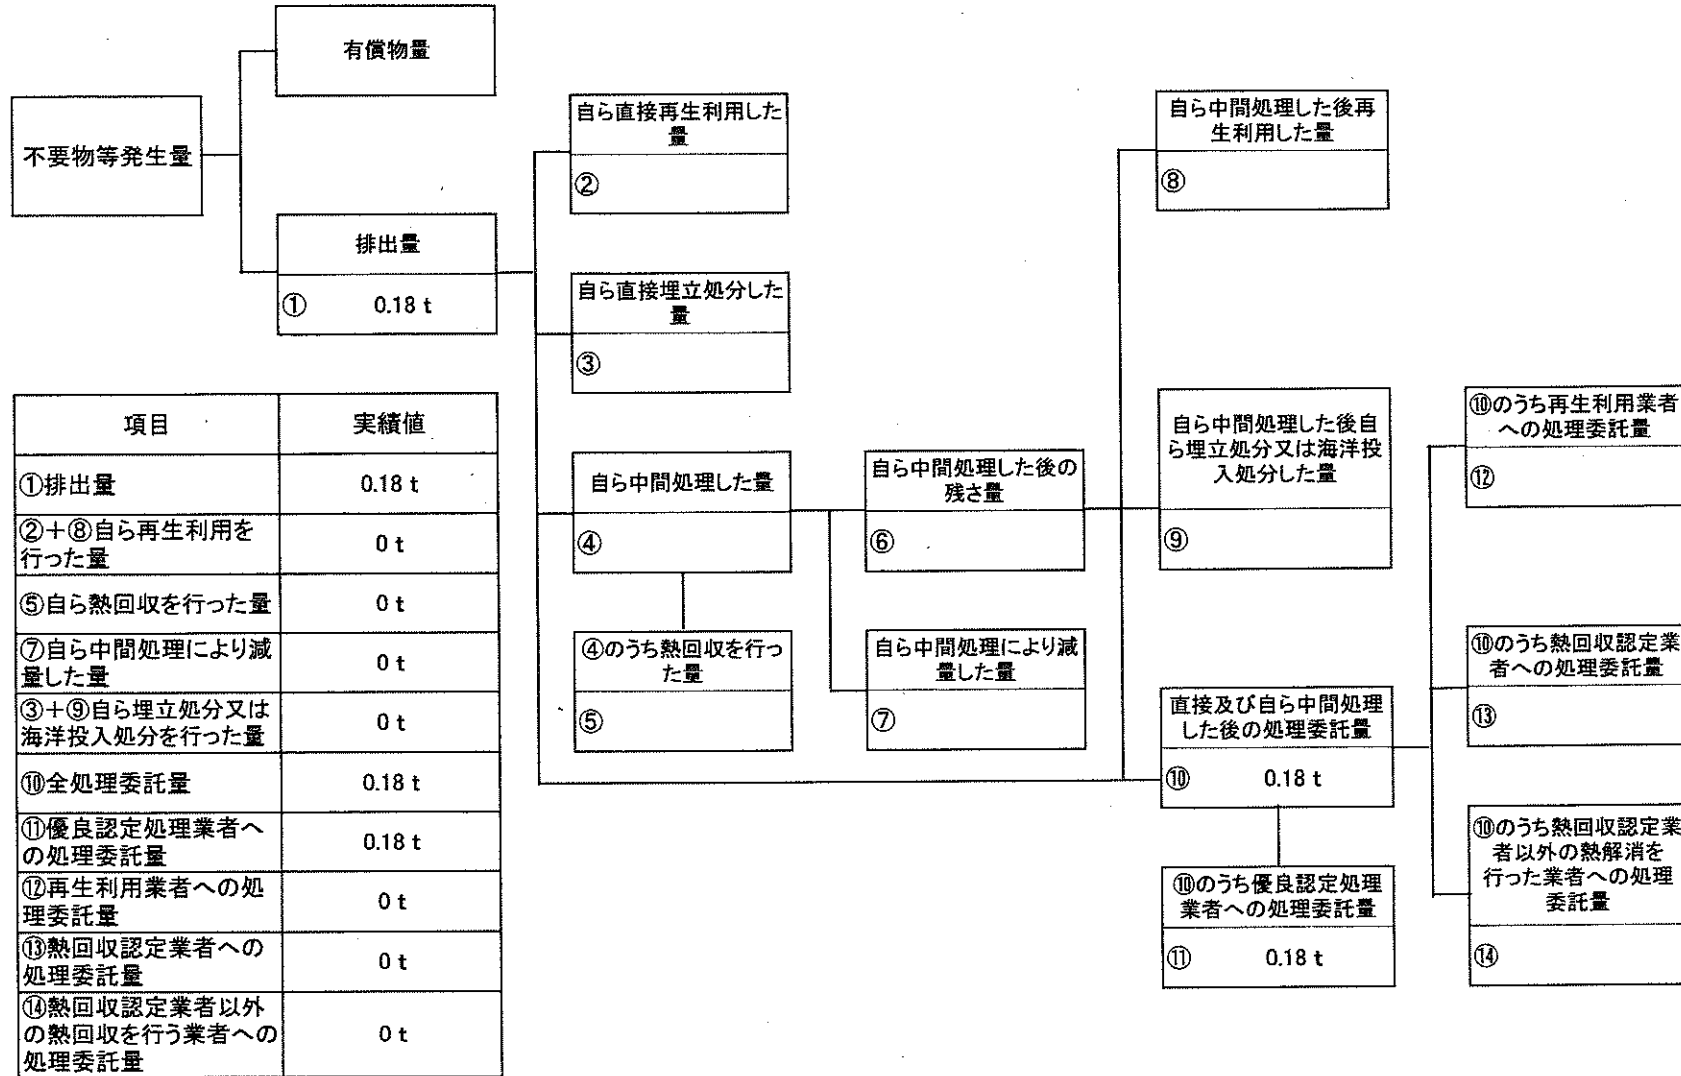 有償物量
不要物等発生量
排出量
① 0.18 t
自ら直接再生利用した
量
②
自ら直接埋立処分した
量
③
自ら中間処理した量
④
④のうち熱回収を行っ
た量
⑤
自ら中間処理した後の
残さ量
⑥
自ら中間処理により減
量した量
⑦
自ら中間処理した後再
生利用した量
⑧
自ら中間処理した後自
ら埋立処分又は海洋投
入処分した量
⑨
直接及び自ら中間処理
した後の処理委託量
⑩ 0.18 t
⑩のうち優良認定処理
業者への処理委託量
⑪ 0.18 t
⑩のうち再生利用業者
への処理委託量
⑫
⑩のうち熱回収認定業
者への処理委託量
⑬
⑩のうち熱回収認定業
者以外の熱解消を
行った業者への処理
委託量
⑭
項目 実績値
①排出量 0.18 t
②＋⑧自ら再生利用を
行った量 0 t
⑤自ら熱回収を行った量 0 t
⑦自ら中間処理により減
量した量 0 t
③＋⑨自ら埋立処分又は
海洋投入処分を行った量 0 t
⑩全処理委託量 0.18 t
⑪優良認定処理業者へ
の処理委託量 0.18 t
⑫再生利用業者への処
理委託量 0 t
⑬熱回収認定業者への
処理委託量 0 t
⑭熱回収認定業者以外
の熱回収を行う業者への
処理委託量 0 t